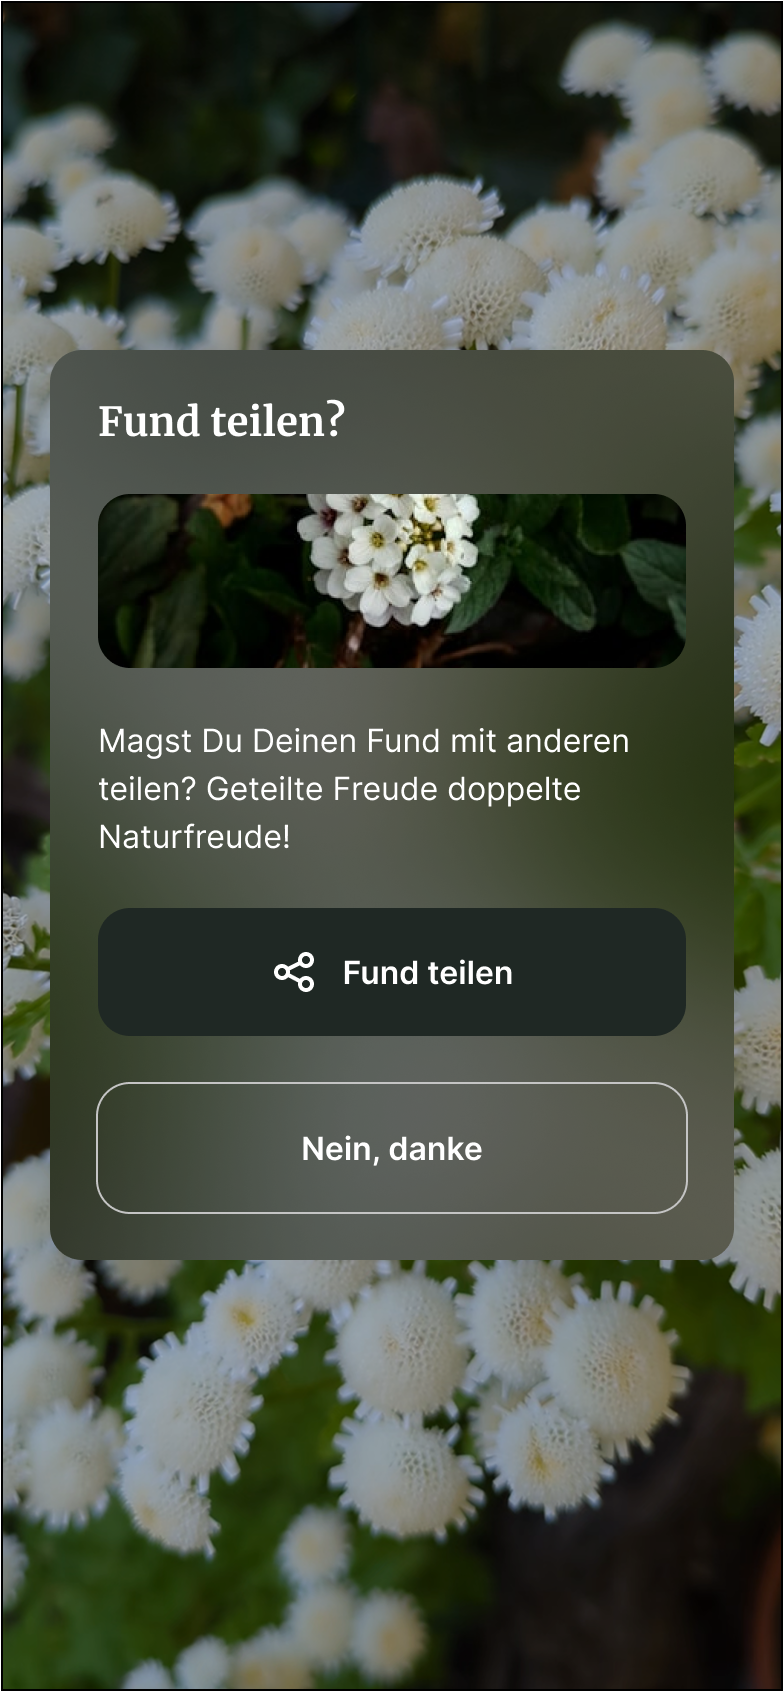 Fund teilen?
Magst Du Deinen Fund mit anderen
teilen? Geteilte Freude doppelte
Naturfreude!
Fund teilen
Nein, danke